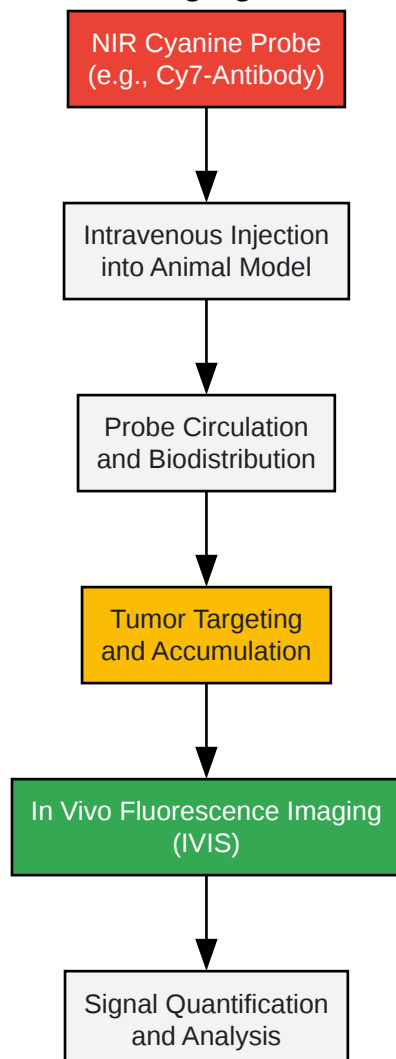 NIR Cyanine Probe
(e.g., Cy7-Antibody)
Intravenous Injection
into Animal Model
Probe Circulation
and Biodistribution
Tumor Targeting
and Accumulation
In Vivo Fluorescence Imaging
(IVIS)
Signal Quantification
and Analysis